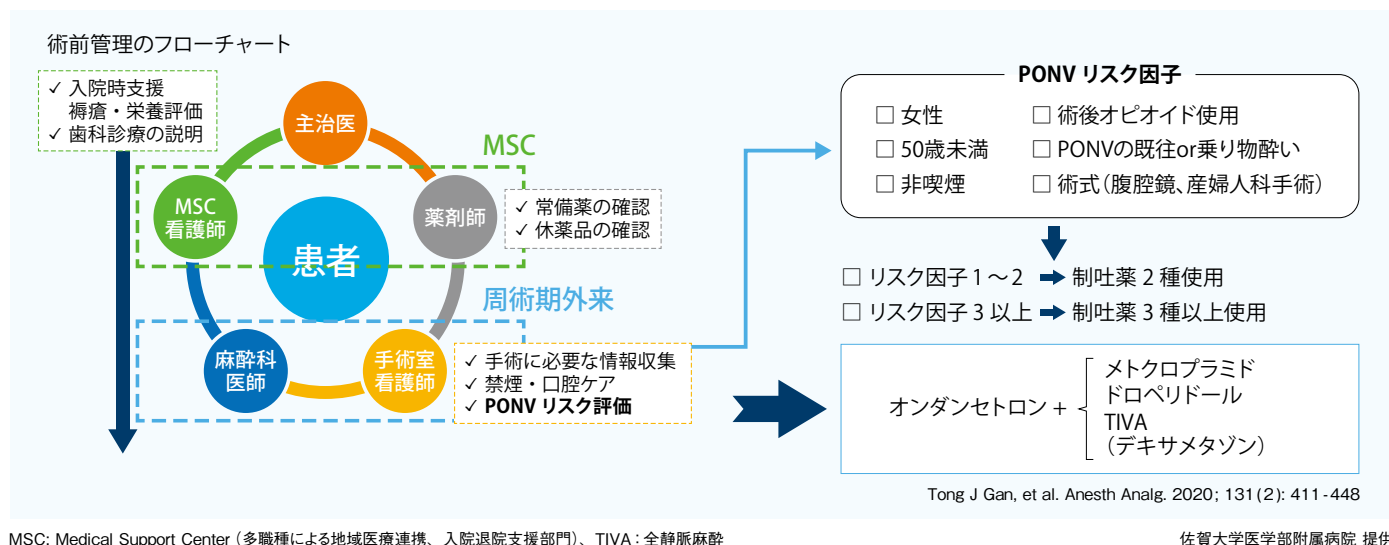 術前管理のフローチャート
✓ 入院時支援
褥瘡・栄養評価
✓ 歯科診療の説明
主治医
MSC
MSC
看護師
薬剤師
✓ 常備薬の確認
✓ 休薬品の確認
患者
周術期外来
麻酔科
医師
手術室
看護師
✓ 手術に必要な情報収集
✓ 禁煙・口腔ケア
✓ PONV リスク評価
PONV リスク因子
□ 女性
□ 術後オピオイド使用
□ 50歳未満
□ PONVの既往or乗り物酔い
□ 非喫煙
□ 術式(腹腔鏡、産婦人科手術)
□ リスク因子 1 ～ 2 ➡ 制吐薬 2 種使用
□ リスク因子 3 以上 ➡ 制吐薬 3 種以上使用
オンダンセトロン +
メトクロプラミド
ドロペリドール
TIVA
(デキサメタゾン)
Tong J Gan, et al. Anesth Analg. 2020; 131(2): 411-448
MSC: Medical Support Center (多職種による地域医療連携、入院退院支援部門)、TIVA：全静脈麻酔
佐賀大学医学部附属病院 提供